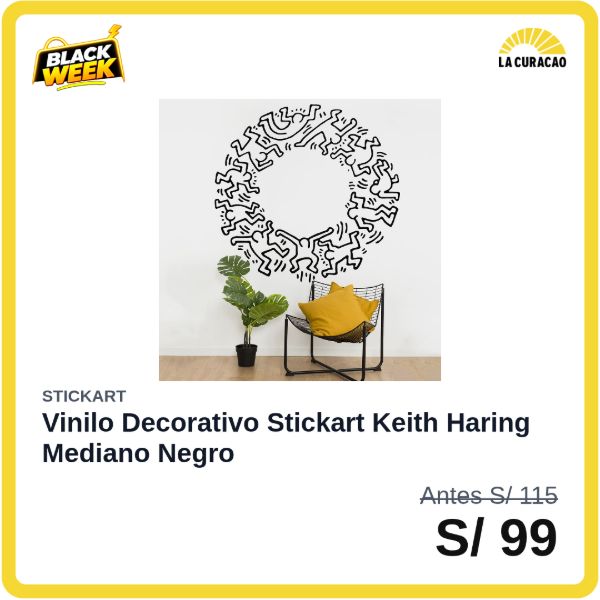 BLACK
WEEK
LA CURACAO
STICKART
Vinilo Decorativo Stickart Keith Haring
Mediano Negro
Antes S/ 115
S/ 99